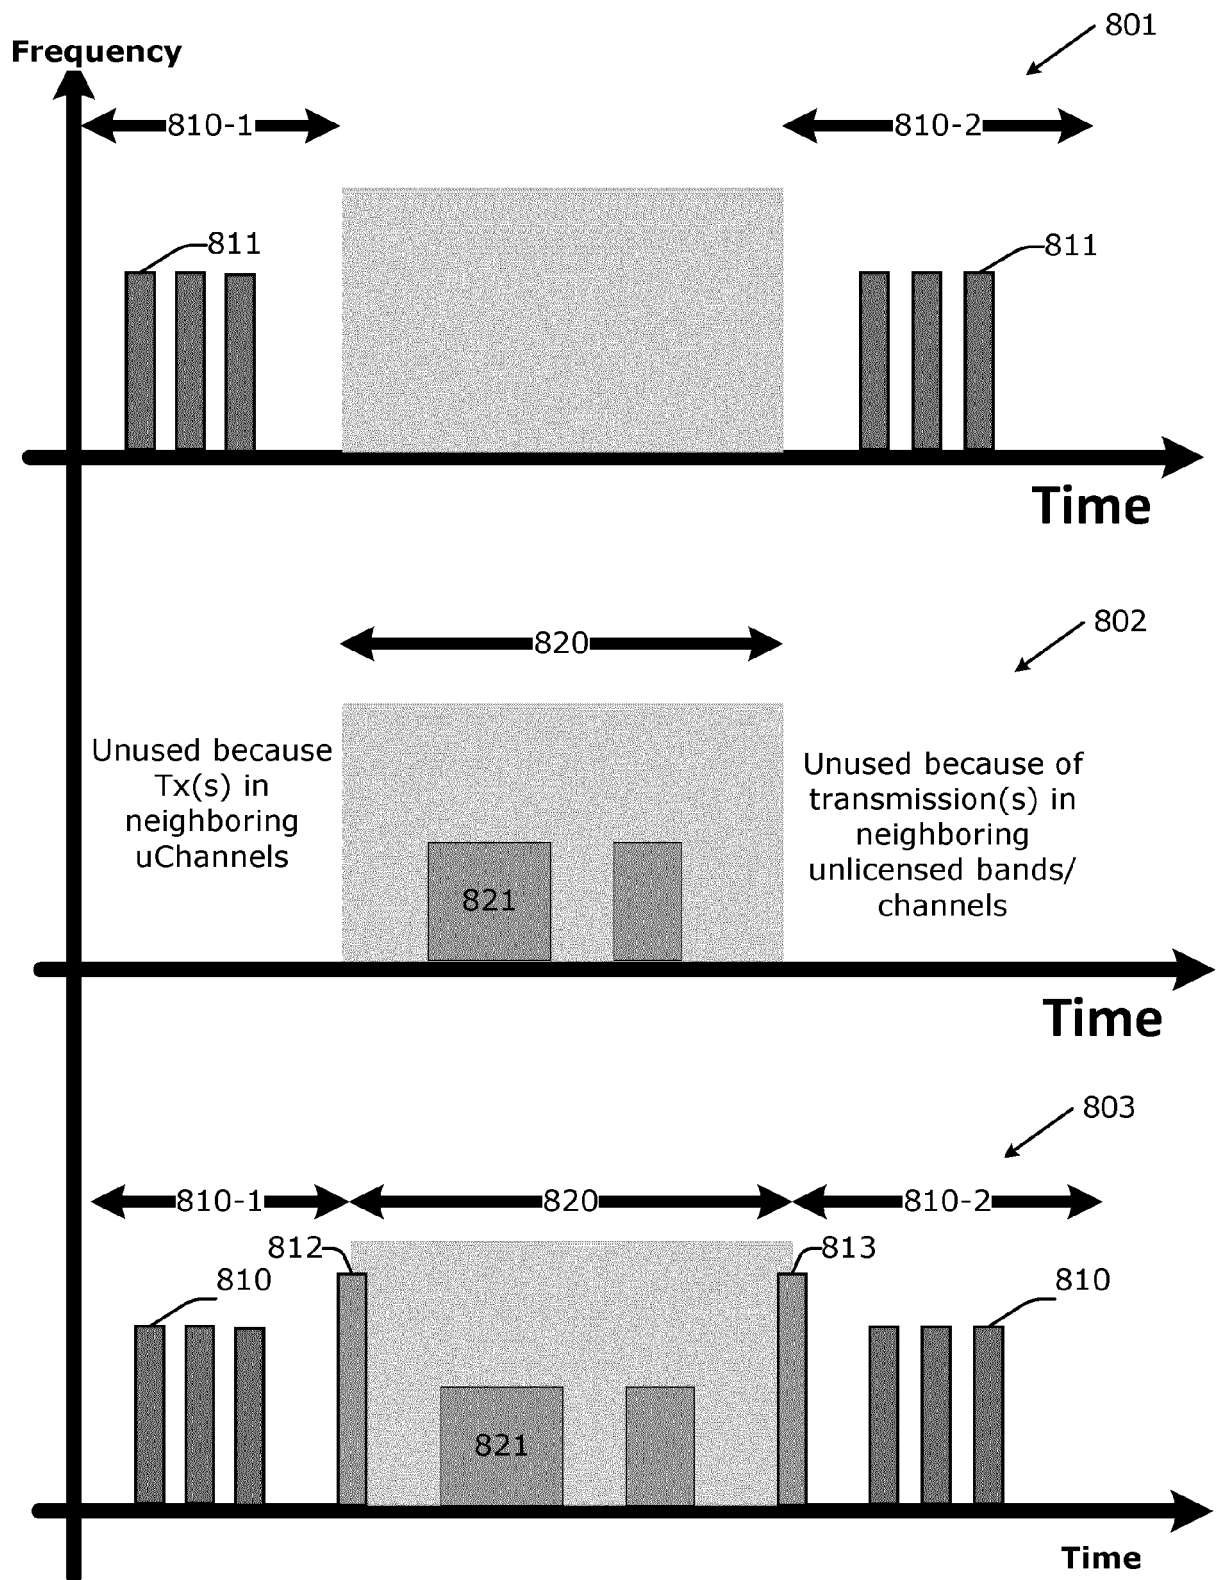 801
Frequency
810-1
810-2
811
811
Time
802
820
Unused because
Tx(s) in
neighboring
uChannels
Unused because of
transmission(s) in
neighboring
unlicensed bands/
channels
821
Time
803
810-1
820
810-2
812
813
810
810
821
Time